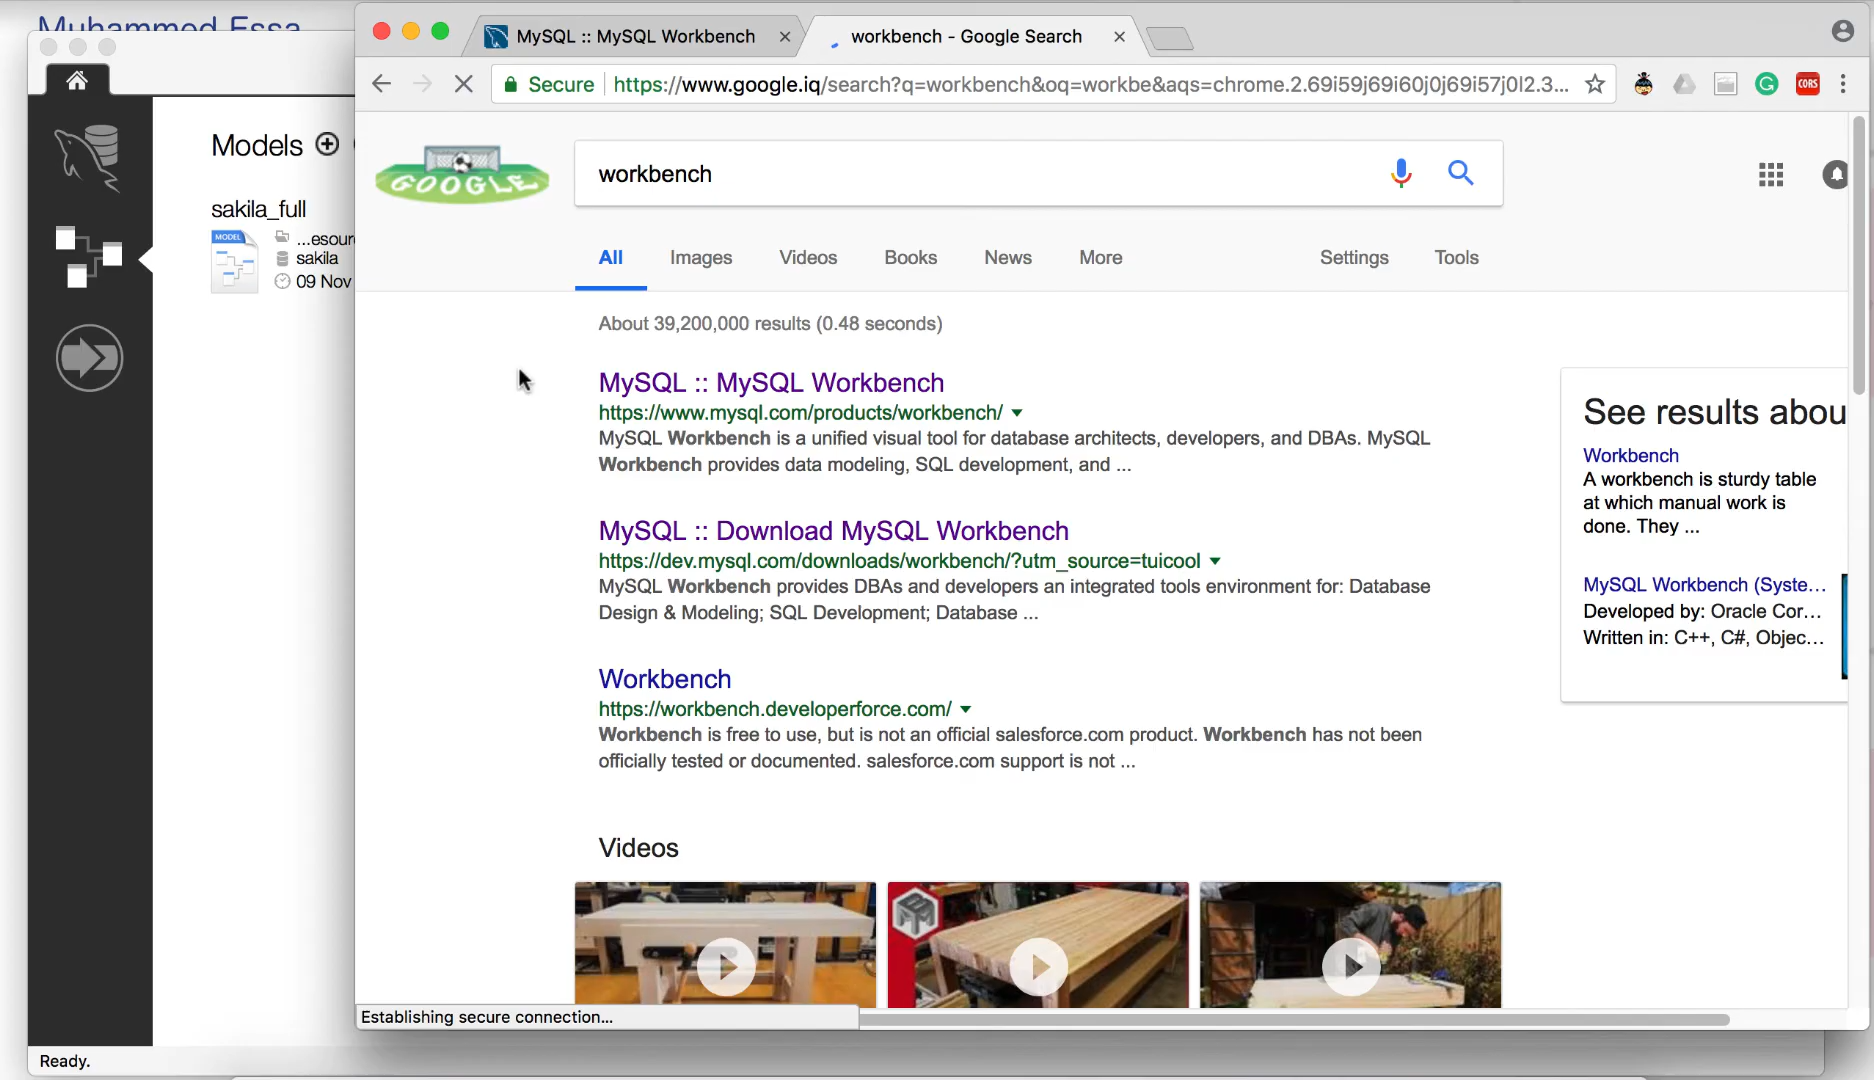 Muhammed Essa
MySQL :: MySQL Workbench
workbench - Google Search
Secure
https://www.google.iq/search?q=workbench&oq=workbe&aqs=chrome.2.69i59j69i60j0j69i57j0l2.3...
CORS
Models
sakila_full
MODEL
...esour
sakila
09 Nov
GOOGLE
workbench
All
Images
Videos
Books
News
More
Settings
Tools
About 39,200,000 results (0.48 seconds)
MySQL :: MySQL Workbench
https://www.mysql.com/products/workbench/
MySQL Workbench is a unified visual tool for database architects, developers, and DBAs. MySQL
Workbench provides data modeling, SQL development, and ...
MySQL :: Download MySQL Workbench
https://dev.mysql.com/downloads/workbench/?utm_source=tuicool
MySQL Workbench provides DBAs and developers an integrated tools environment for: Database
Design & Modeling; SQL Development; Database ...
Workbench
https://workbench.developerforce.com/
Workbench is free to use, but is not an official salesforce.com product. Workbench has not been
officially tested or documented. salesforce.com support is not ...
Videos
See results abou
Workbench
A workbench is sturdy table
at which manual work is
done. They ...
MySQL Workbench (Syste...
Developed by: Oracle Cor...
Written in: C++, C#, Objec...
Establishing secure connection...
Ready.